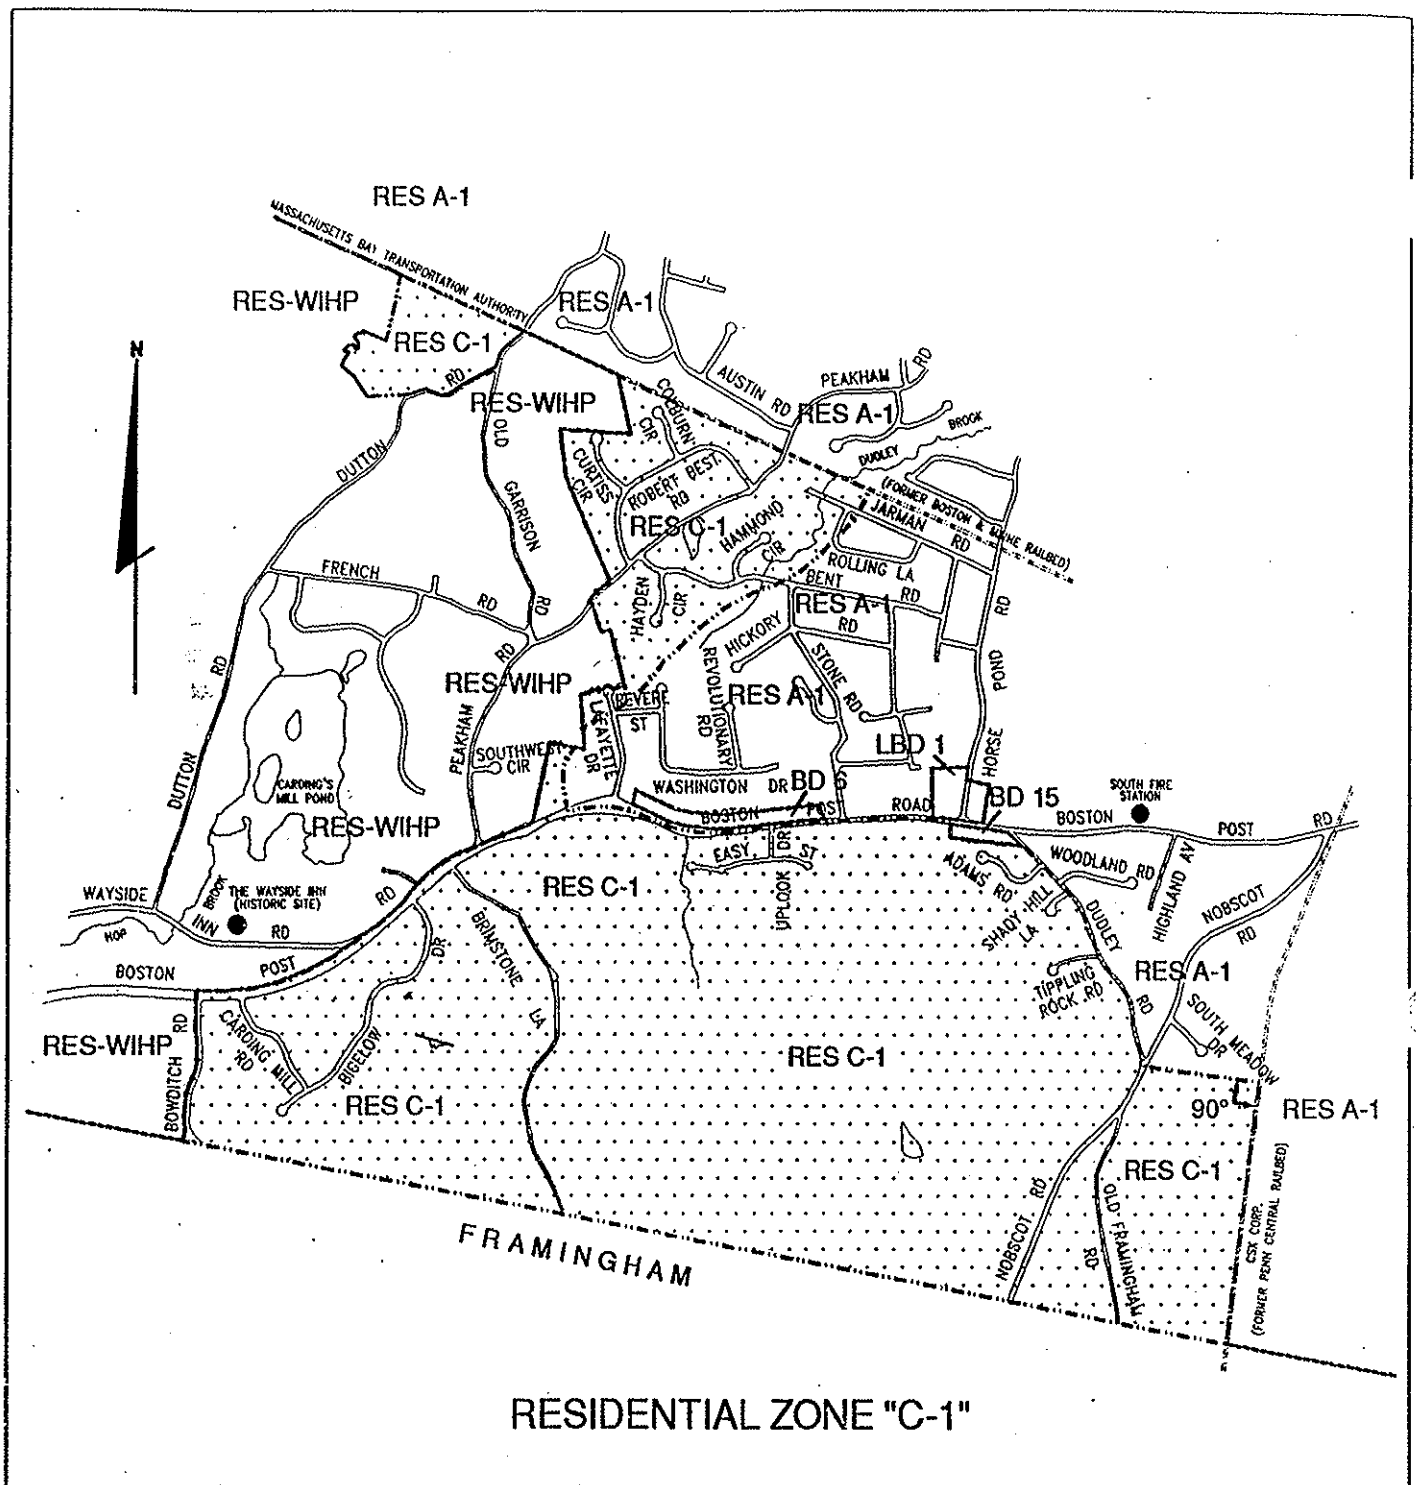 RES A-1
MASSACHUSETTS BAY TRANSPORTATION AUTHORITY
RES-WIHP
RES A-1
RES C-1
RD
N
RES-WIHP
COLBURN
CIR
AUSTIN RD
PEAKHAM
RD
RES A-1
DUDLEY
BROOK
OLD
DUTTON
CURTISS
CIR
ROBERT BEST
RD
(FORMER BOSTON & MAINE RAILBED)
GARRISON
RES C-1
HAMMOND
CIR
JARMAN
RD
FRENCH
RD
RD
ROLLING LA
BENT
RD
HAYDEN
CIR
RES A-1
RD
RD
HICKORY
STONE RD
POND
RD
RD
RES-WIHP
REVOLUTIONARY
RD
RES A-1
REVERE
ST
LAFAYETTE
DR
PEAKHAM
SOUTHWEST
CIR
LBD 1
HORSE
DUTTON
CARDING'S
MILL POND
WASHINGTON DR
BD 6
BOSTON
POST
ROAD
BD 15
SOUTH FIRE
STATION
BOSTON
POST
RD
RES-WIHP
EASY
DR
ST
UPLOOK
ADAMS RD
WOODLAND RD
HIGHLAND AV
WAYSIDE
BROOK
THE WAYSIDE INN
(HISTORIC SITE)
RD
RES C-1
SHADY HILL
LA
NOBSCOT
RD
HOP
INN
RD
BRIMSTONE
DUDLEY
BOSTON
POST
DR
RES A-1
TIPPLING
ROCK RD
RD
RES-WIHP
RD
CARDING MILL
RD
LA
SOUTH MEADOW
DR
BIGELOW
RES C-1
BOWDITCH
RES C-1
90°
RES A-1
RES C-1
NOBSCOT
RD
OLD FRAMINGHAM
RD
CSX CORP.
(FORMER PENN CENTRAL RAILBED)
FRAMINGHAM
RESIDENTIAL ZONE "C-1"